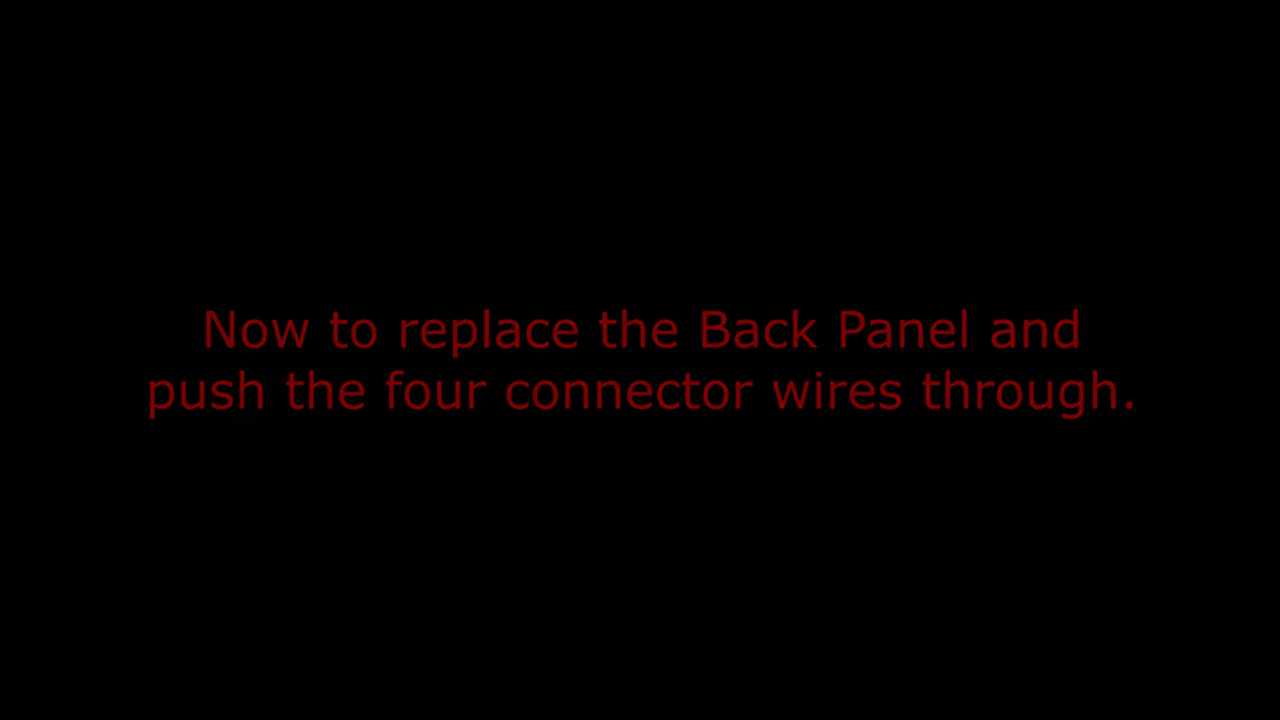 Now to replace the Back Panel and
push the four connector wires through.